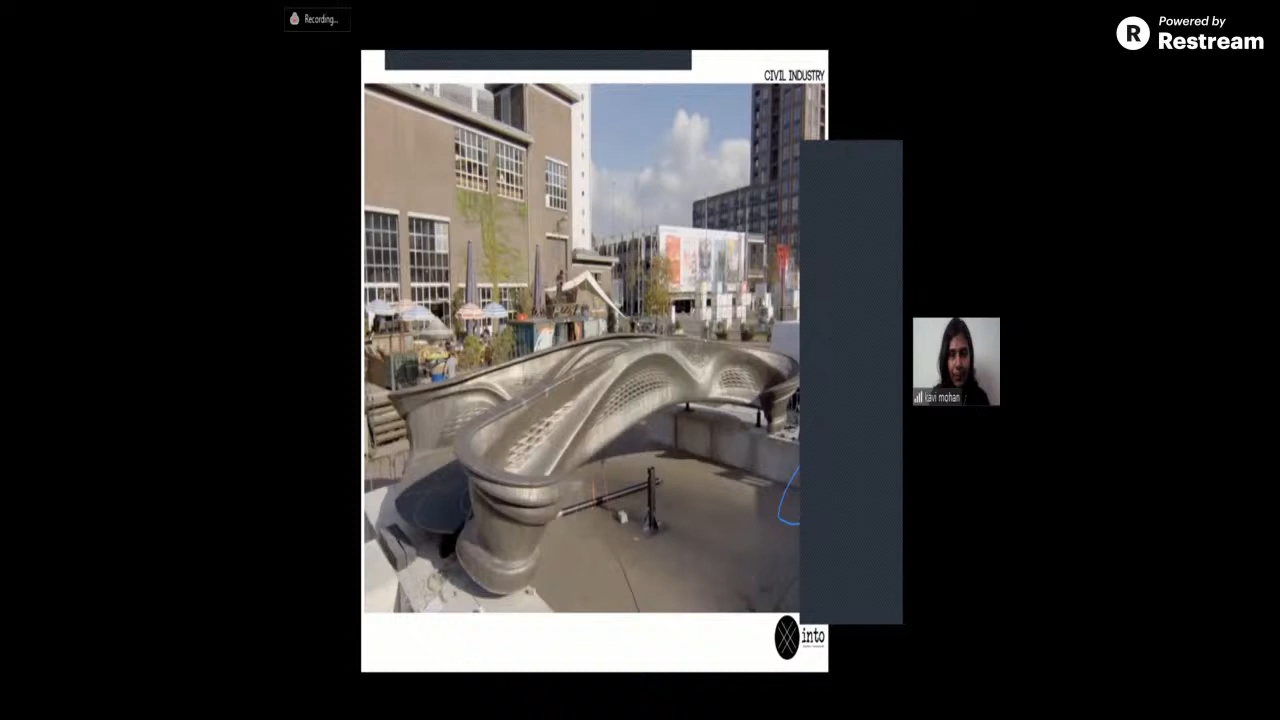 Recording...
Powered by
R Restream
CIVIL INDUSTRY
kavi mohan
into